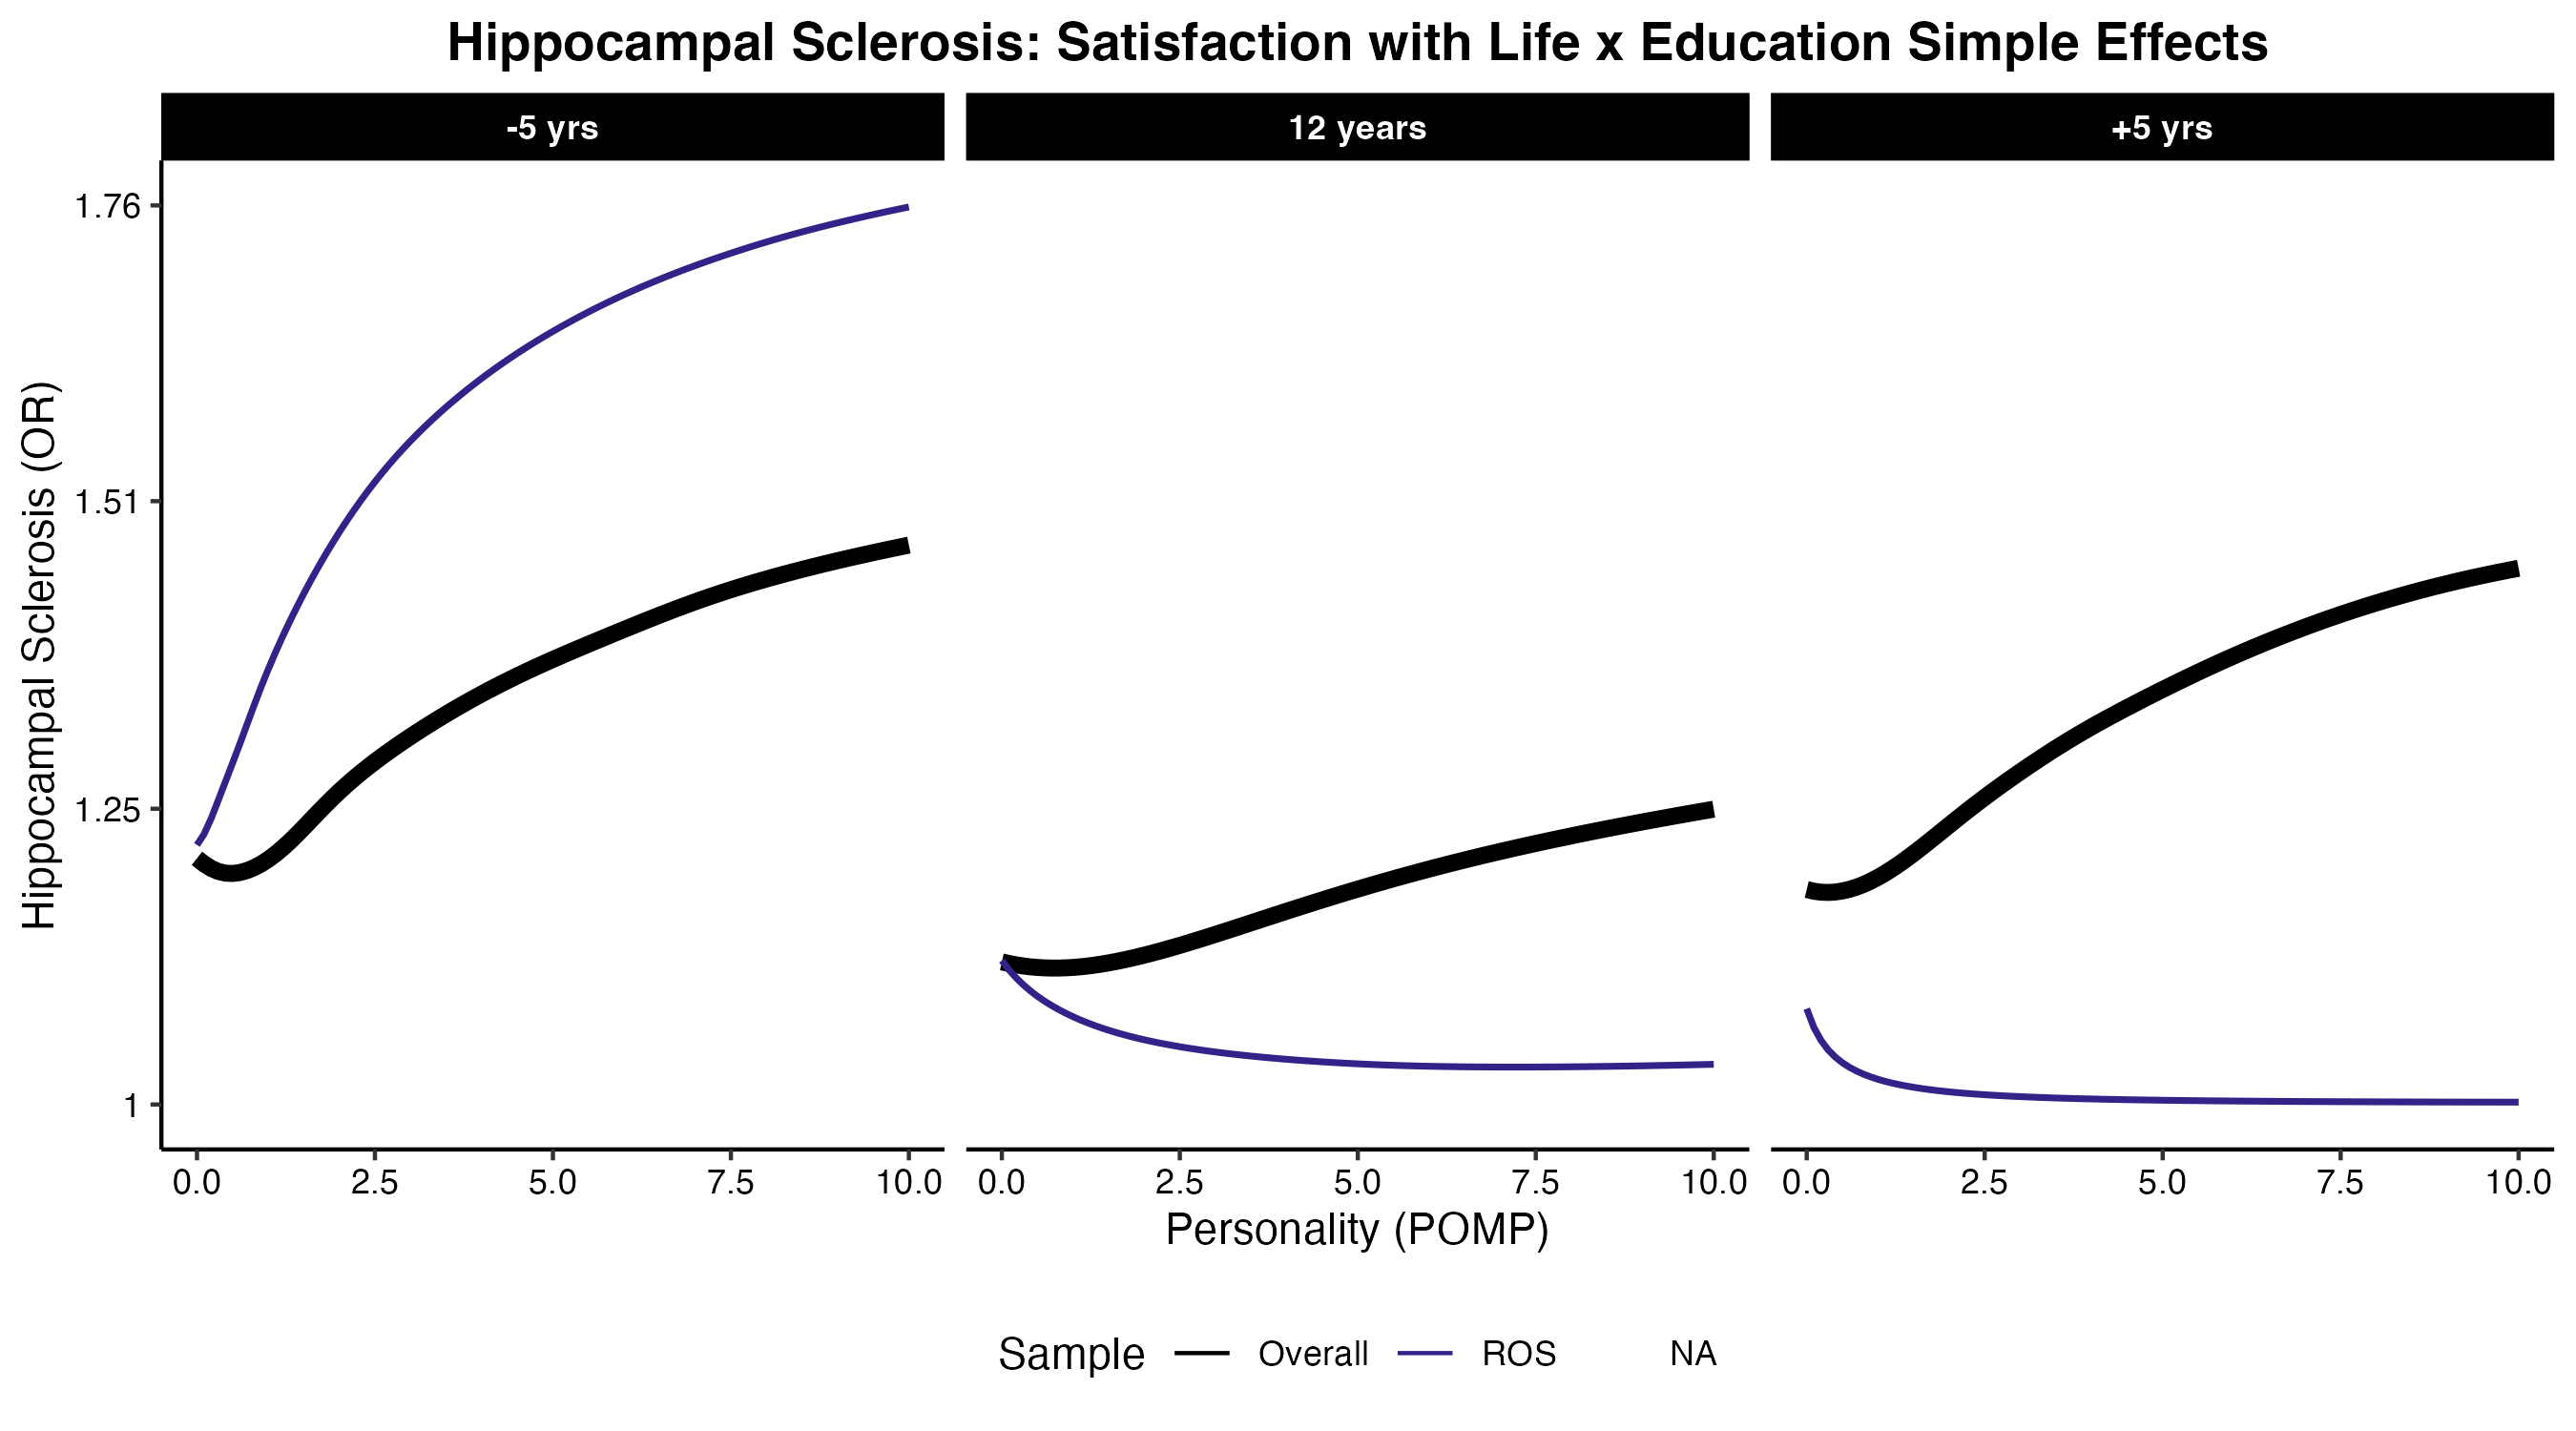 Hippocampal Sclerosis: Satisfaction with Life x Education Simple Effects
-5 yrs
12 years
+5 yrs
Hippocampal Sclerosis (OR)
1.76
1.51
1.25
1
0.0 2.5 5.0 7.5 10.0
0.0 2.5 5.0 7.5 10.0
0.0 2.5 5.0 7.5 10.0
Personality (POMP)
Sample Overall ROS NA